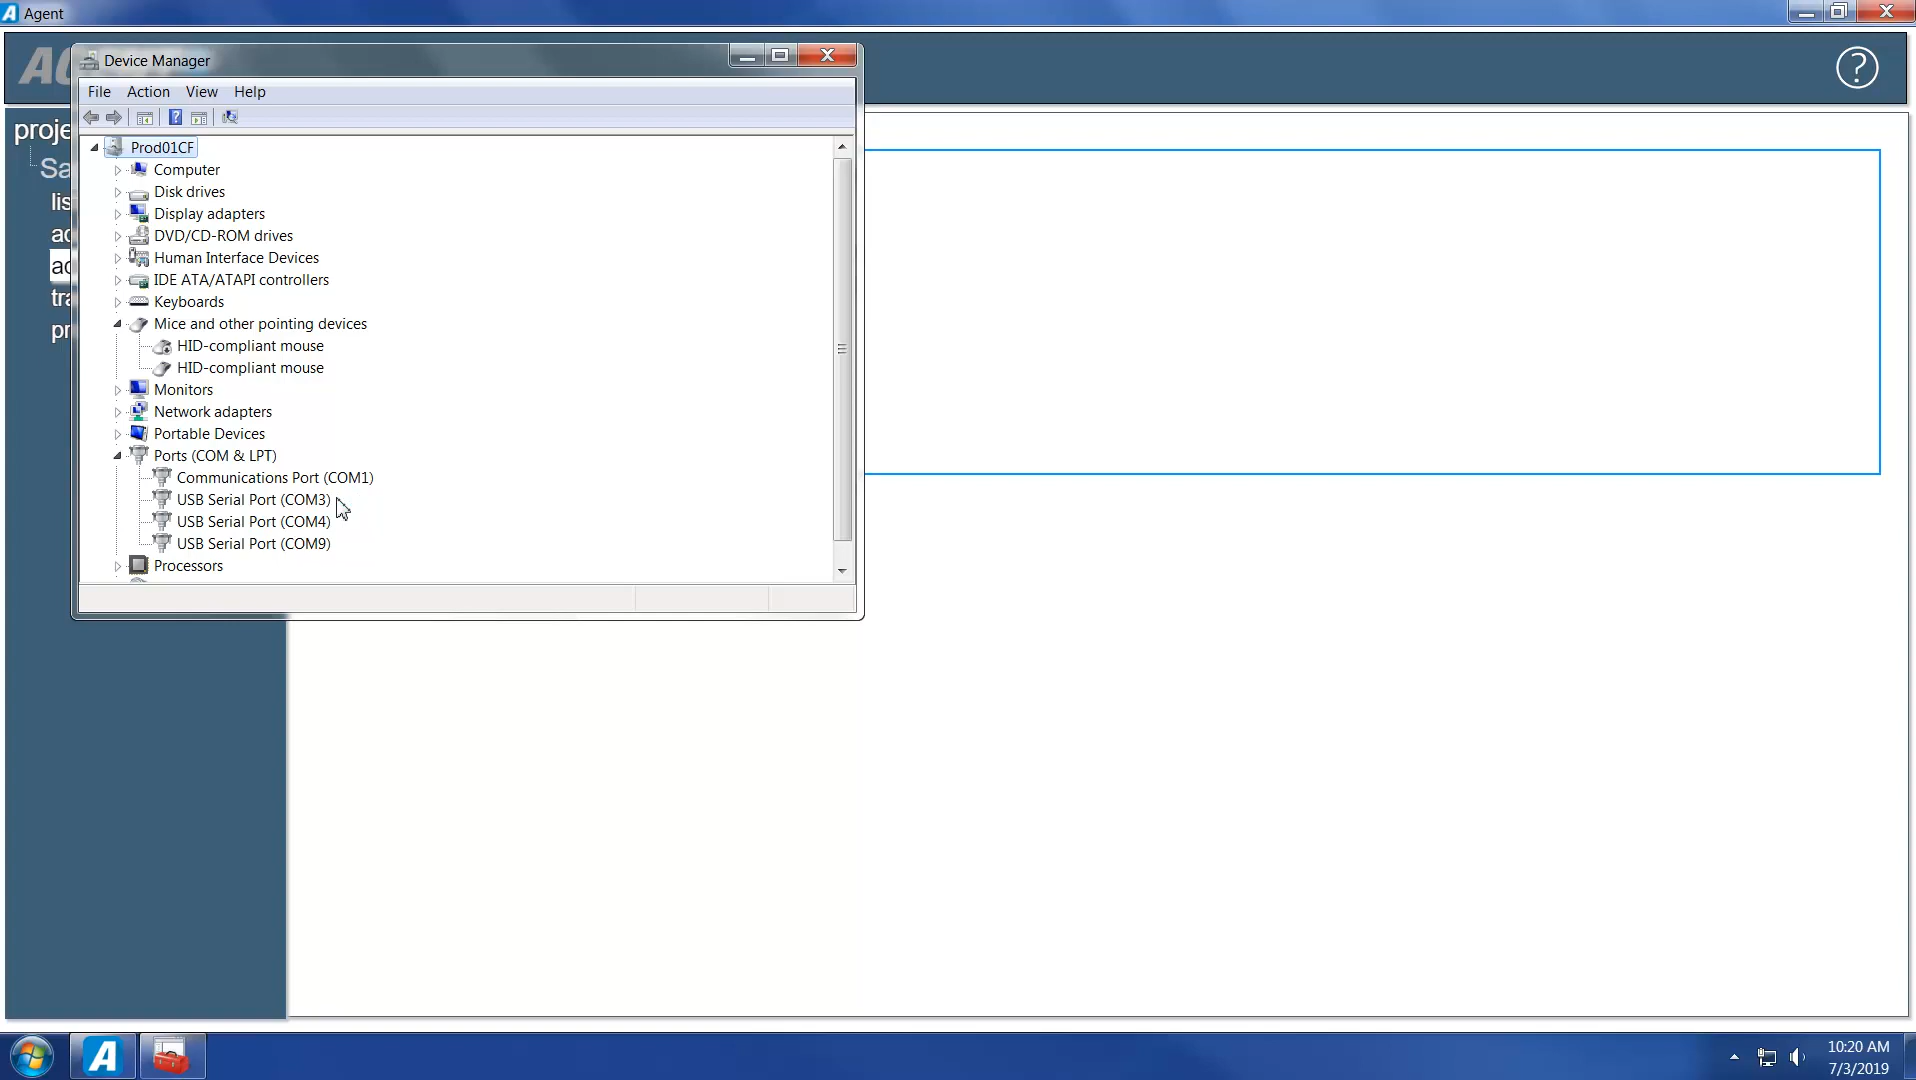 Agent
Device Manager
File Action View Help
Prod01CF
Computer
Disk drives
Display adapters
DVD/CD-ROM drives
Human Interface Devices
IDE ATA/ATAPI controllers
Keyboards
Mice and other pointing devices
HID-compliant mouse
HID-compliant mouse
Monitors
Network adapters
Portable Devices
Ports (COM & LPT)
Communications Port (COM1)
USB Serial Port (COM3)
USB Serial Port (COM4)
USB Serial Port (COM9)
Processors
10:20 AM
7/3/2019